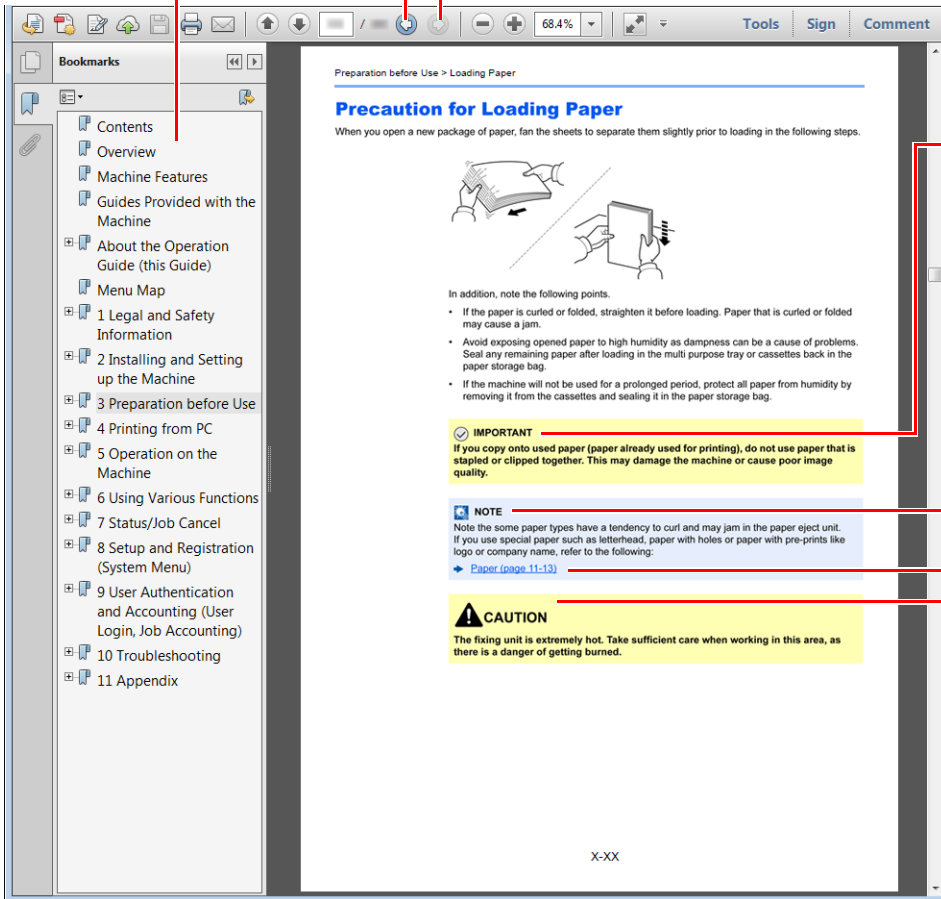 /
68.4%
Tools
Sign
Comment
Bookmarks
Contents
Overview
Machine Features
Guides Provided with the
Machine
About the Operation
Guide (this Guide)
Menu Map
1 Legal and Safety
Information
2 Installing and Setting
up the Machine
3 Preparation before Use
4 Printing from PC
5 Operation on the
Machine
6 Using Various Functions
7 Status/Job Cancel
8 Setup and Registration
(System Menu)
9 User Authentication
and Accounting (User
Login, Job Accounting)
10 Troubleshooting
11 Appendix
Preparation before Use > Loading Paper
Precaution for Loading Paper
When you open a new package of paper, fan the sheets to separate them slightly prior to loading in the following steps.
In addition, note the following points.
• If the paper is curled or folded, straighten it before loading. Paper that is curled or folded
may cause a jam.
• Avoid exposing opened paper to high humidity as dampness can be a cause of problems.
Seal any remaining paper after loading in the multi purpose tray or cassettes back in the
paper storage bag.
• If the machine will not be used for a prolonged period, protect all paper from humidity by
removing it from the cassettes and sealing it in the paper storage bag.
IMPORTANT
If you copy onto used paper (paper already used for printing), do not use paper that is
stapled or clipped together. This may damage the machine or cause poor image
quality.
NOTE
Note the some paper types have a tendency to curl and may jam in the paper eject unit.
If you use special paper such as letterhead, paper with holes or paper with pre-prints like
logo or company name, refer to the following:
Paper (page 11-13)
CAUTION
The fixing unit is extremely hot. Take sufficient care when working in this area, as
there is a danger of getting burned.
X-XX